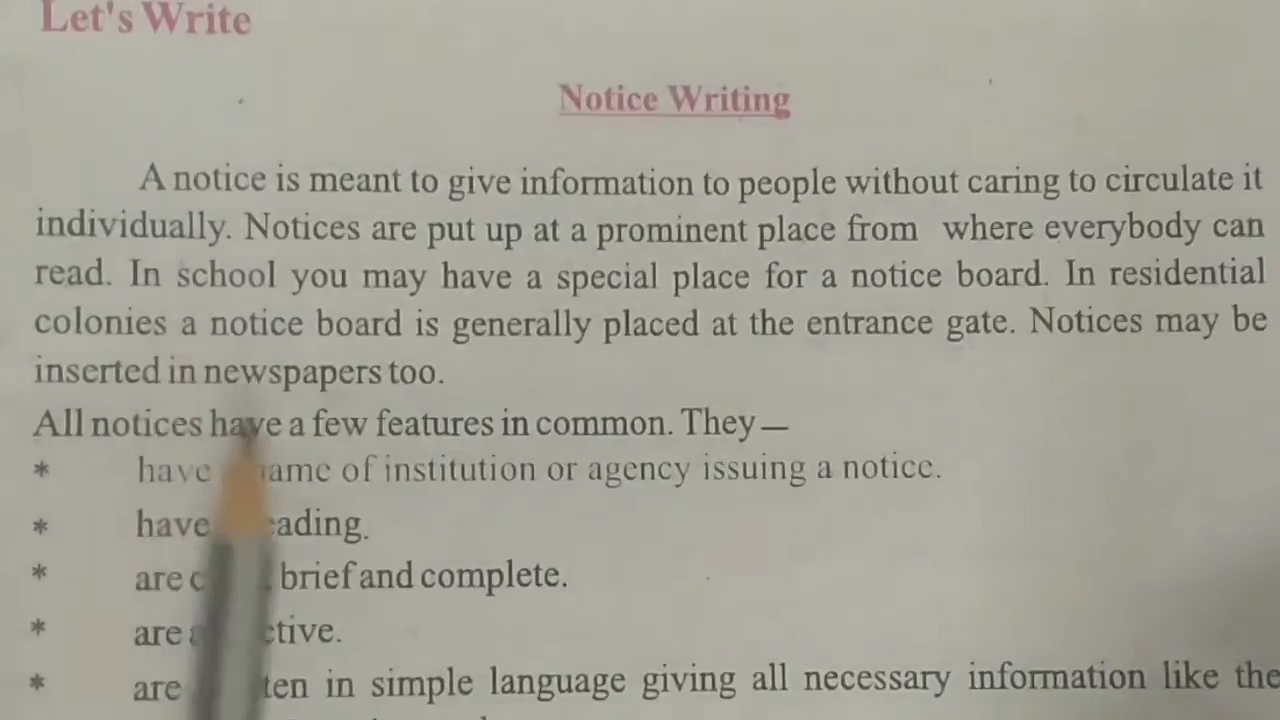 Let's Write
Notice Writing
A notice is meant to give information to people without caring to circulate it
individually. Notices are put up at a prominent place from where everybody can
read. In school you may have a special place for a notice board. In residential
colonies a notice board is generally placed at the entrance gate. Notices may be
inserted in newspapers too.
All notices have a few features in common. They—
* have name of institution or agency issuing a notice.
* have
* are brief and complete.
* are
* are in simple language giving all necessary information like the